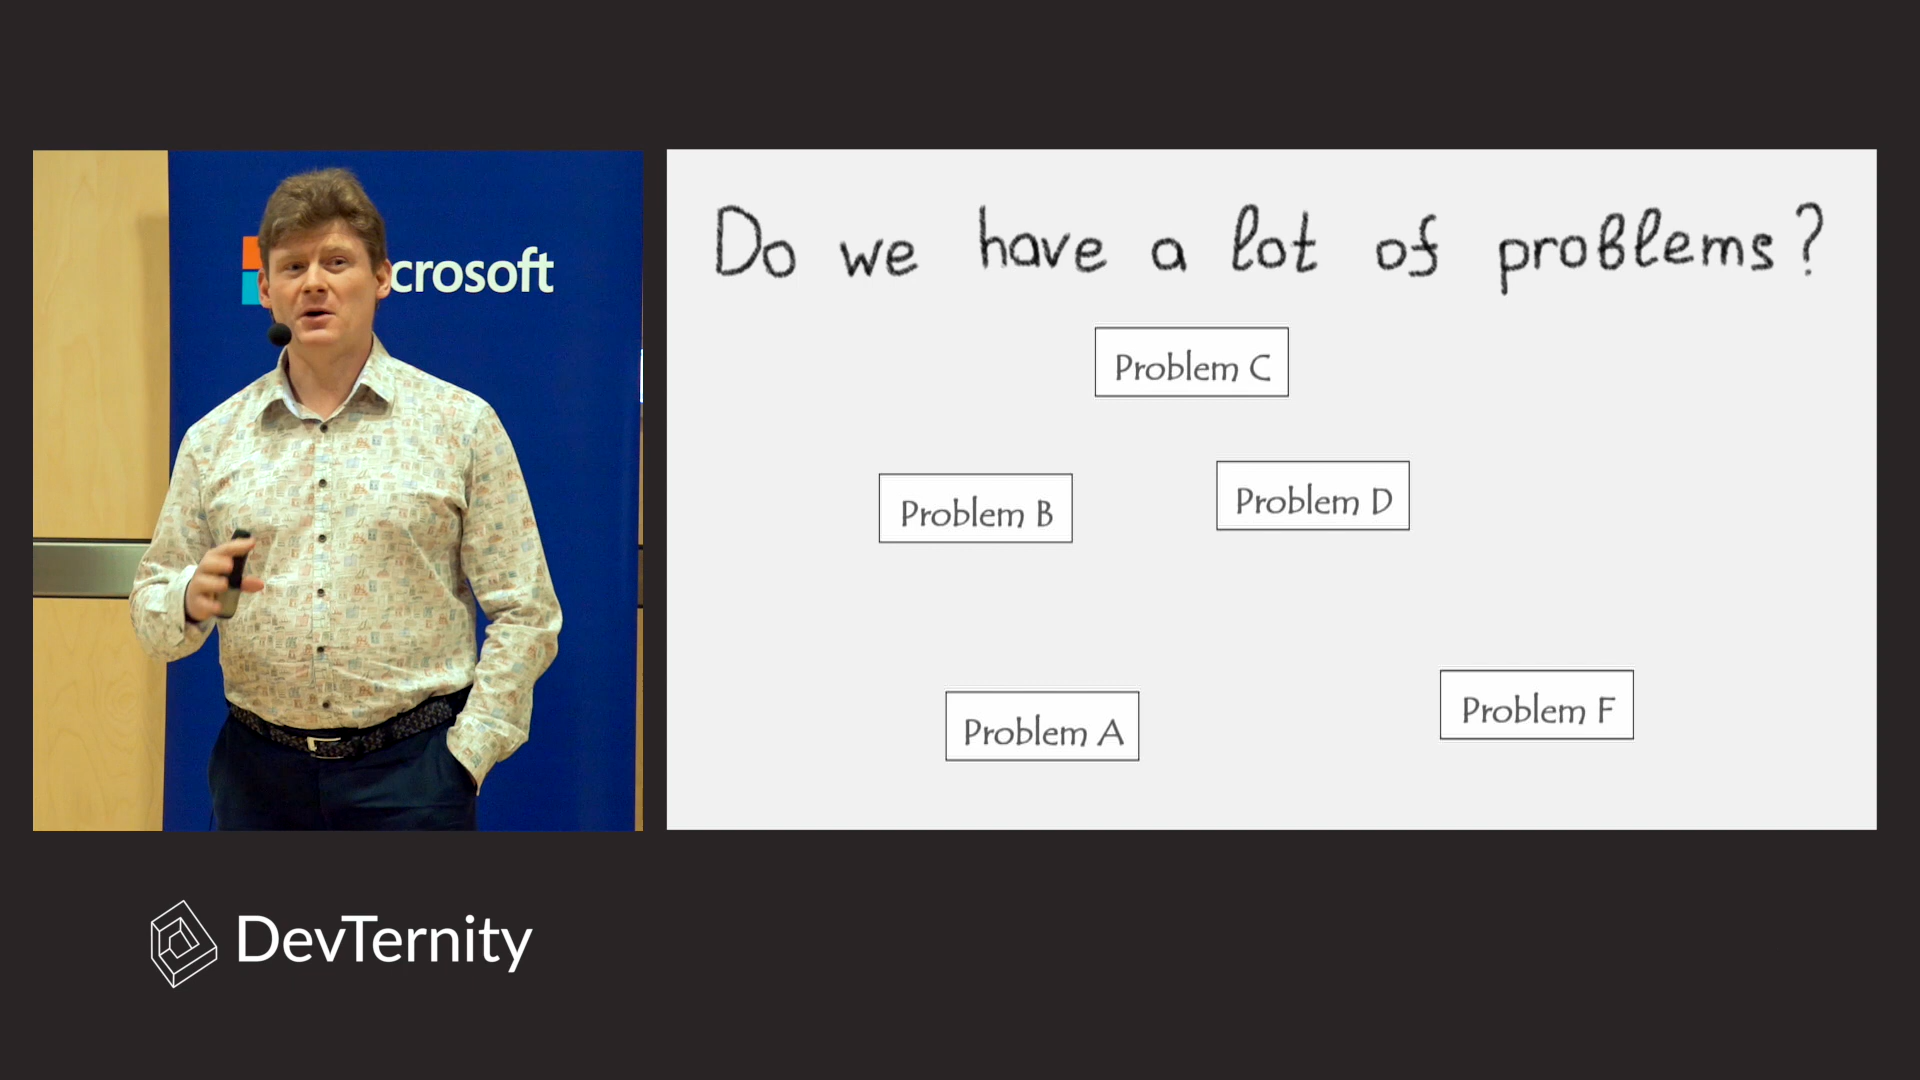 crosoft
Do we have a lot of problems?
Problem C
Problem B
Problem D
Problem A
Problem F
DevTernity